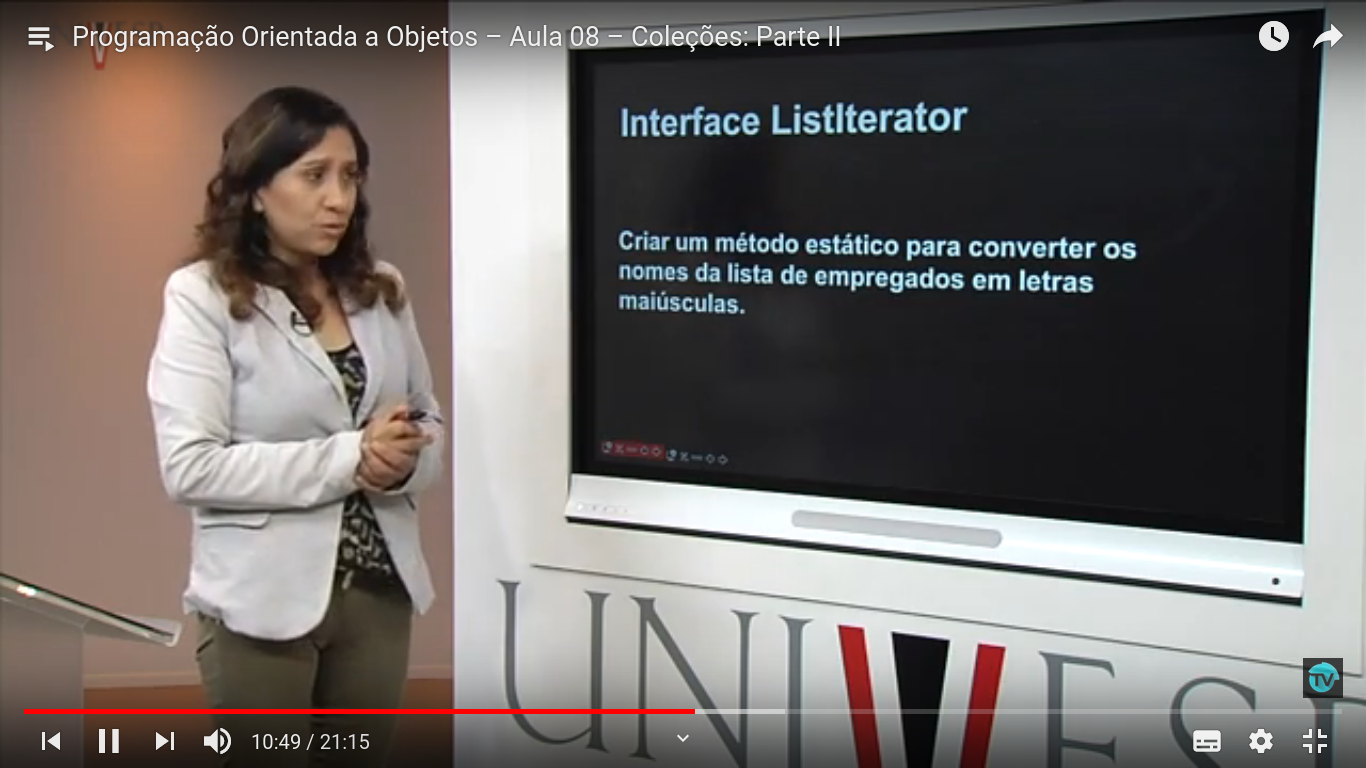 Programação Orientada a Objetos – Aula 08 – Coleções: Parte II
Interface ListIterator
Criar um método estático para converter os
nomes da lista de empregados em letras
maiúsculas.
UNIVESP
TV
10:49 / 21:15